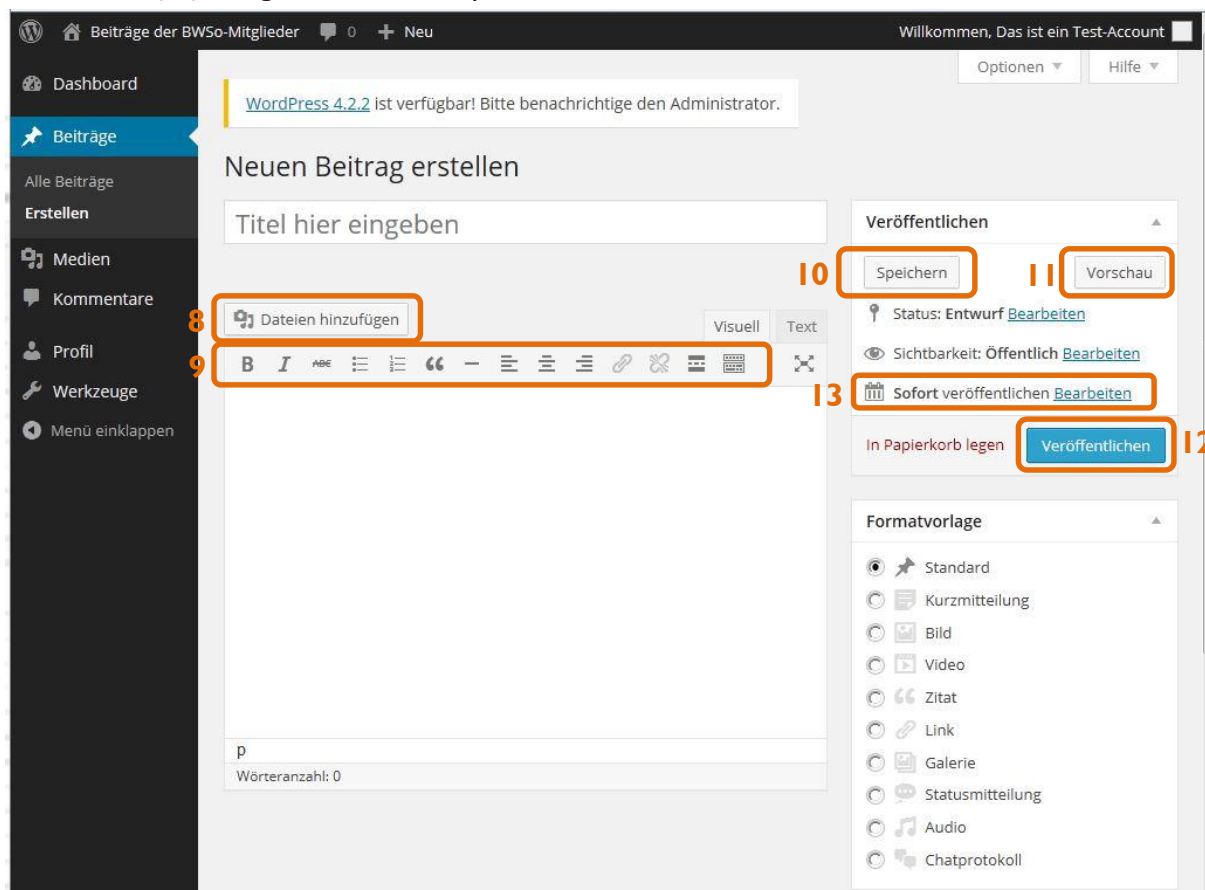 Beiträge der BWSo-Mitglieder 0 + Neu Willkommen, Das ist ein Test-Account
Optionen Hilfe
Dashboard
Beiträge
Alle Beiträge
Erstellen
Medien
Kommentare
Profil
Werkzeuge
Menü einklappen
WordPress 4.2.2 ist verfügbar! Bitte benachrichtige den Administrator.
Neuen Beitrag erstellen
Titel hier eingeben
8 Dateien hinzufügen
Visuell Text
9 B I ABC
p
Wörteranzahl: 0
Veröffentlichen
10 Speichern 11 Vorschau
Status: Entwurf Bearbeiten
Sichtbarkeit: Öffentlich Bearbeiten
13 Sofort veröffentlichen Bearbeiten
In Papierkorb legen Veröffentlichen 12
Formatvorlage
Standard
Kurzmitteilung
Bild
Video
Zitat
Link
Galerie
Statusmitteilung
Audio
Chatprotokoll